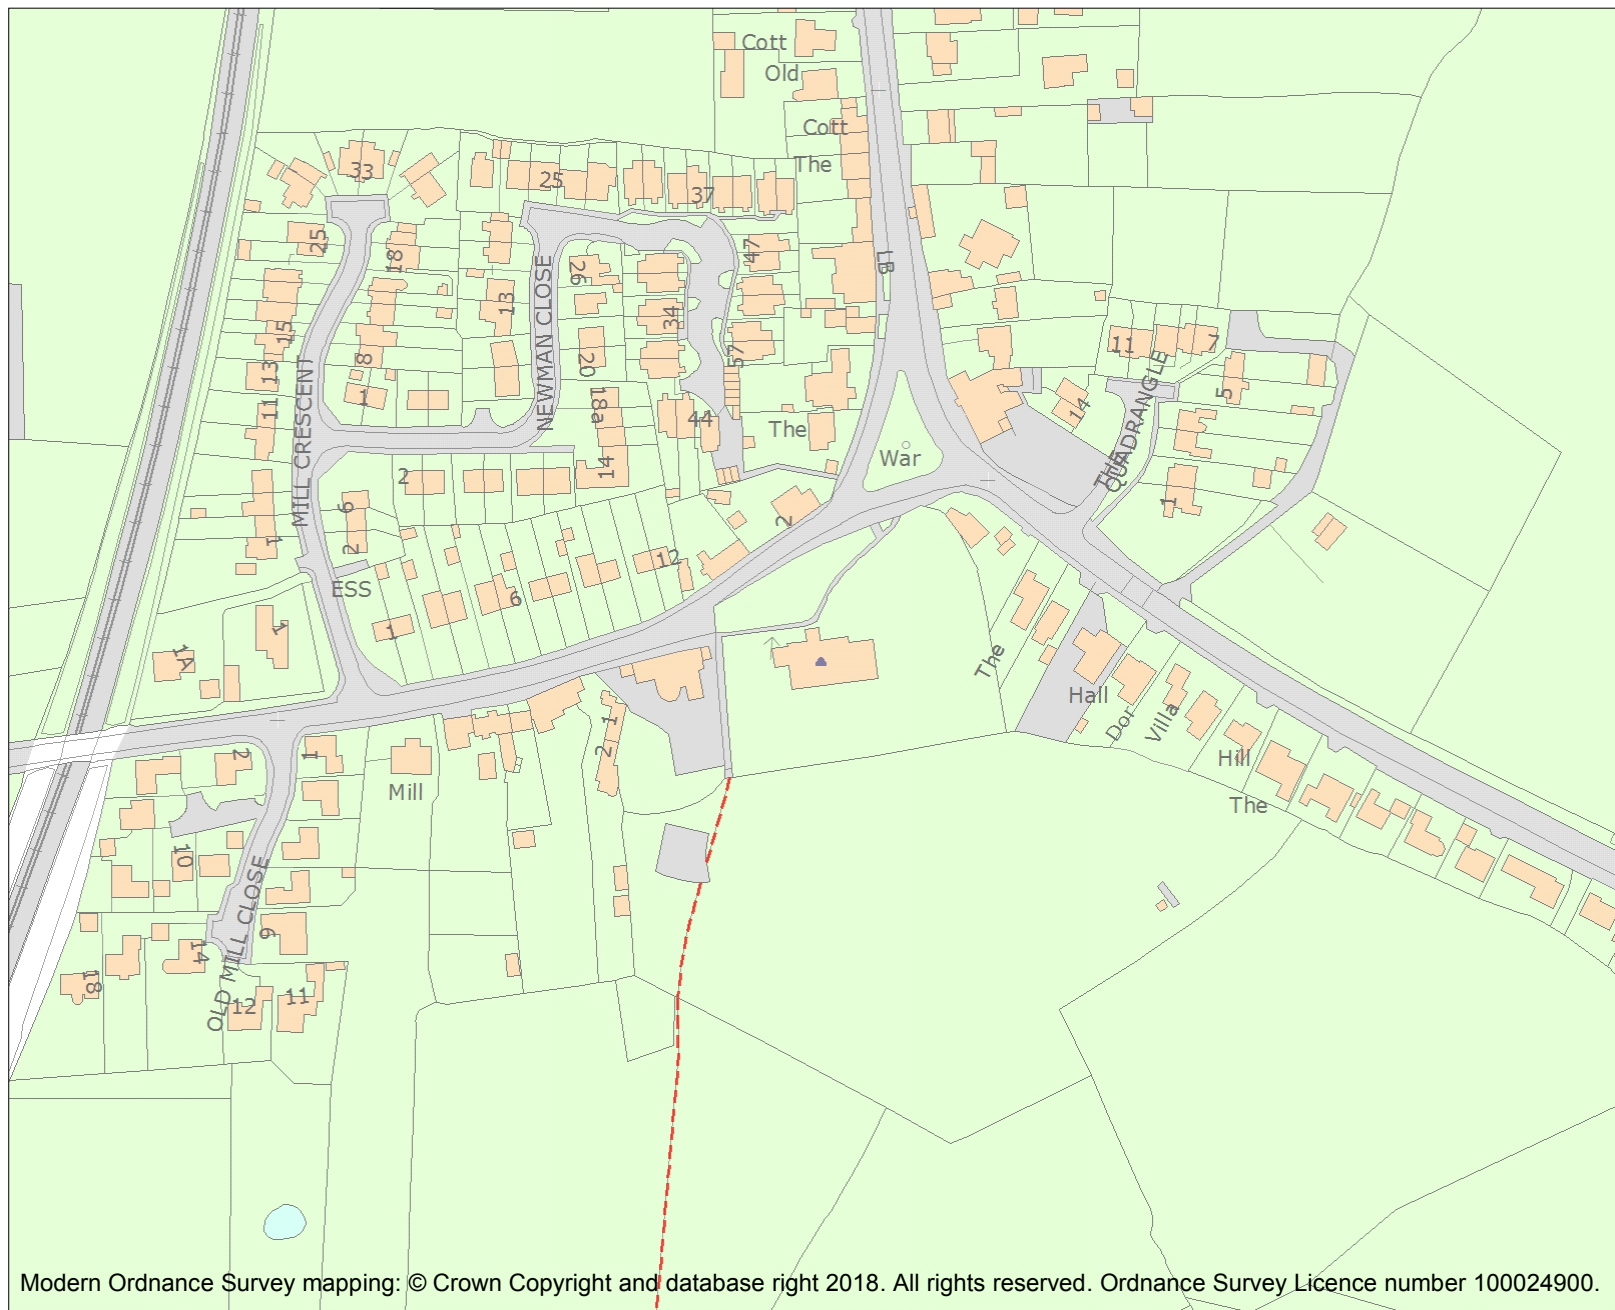 Cott
Old
Cott
The
33
25
37
25
18
47
LB
26
13
NEWMAN CLOSE
34
15
57
11
7
8
20
13
MILL CRESCENT
5
1
18a
11
44
The
14
THE
QUADRANGLE
War
14
2
6
1
2
2
1
12
ESS
6
1
1
1A
The
Hall
Dor
Villa
1
2
Hill
The
2
1
Mill
10
OLD MILL CLOSE
9
14
18
12
11
Modern Ordnance Survey mapping: © Crown Copyright and database right 2018. All rights reserved. Ordnance Survey Licence number 100024900.